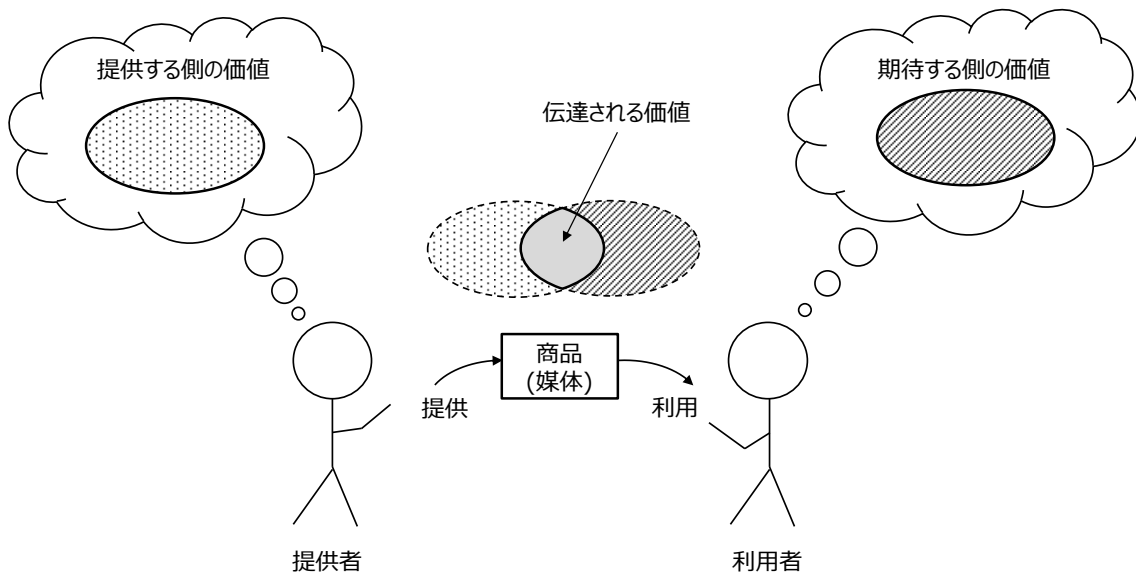 提供する側の価値
期待する側の価値
伝達される価値
商品
(媒体)
提供
利用
提供者
利用者